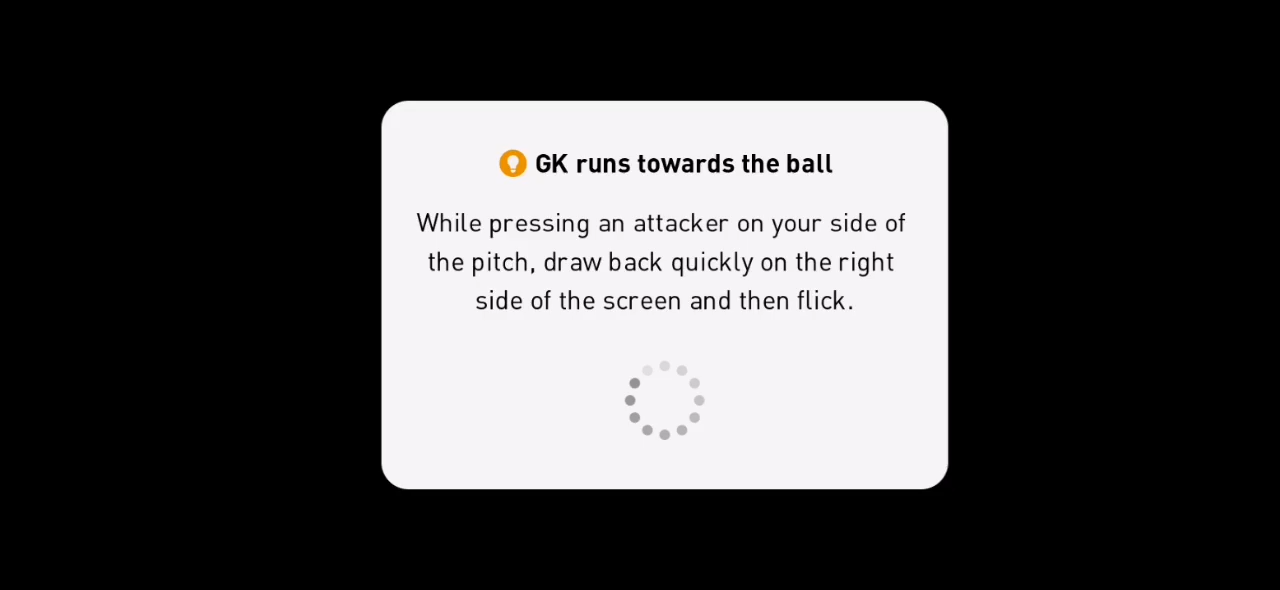 GK runs towards the ball
While pressing an attacker on your side of
the pitch, draw back quickly on the right
side of the screen and then flick.